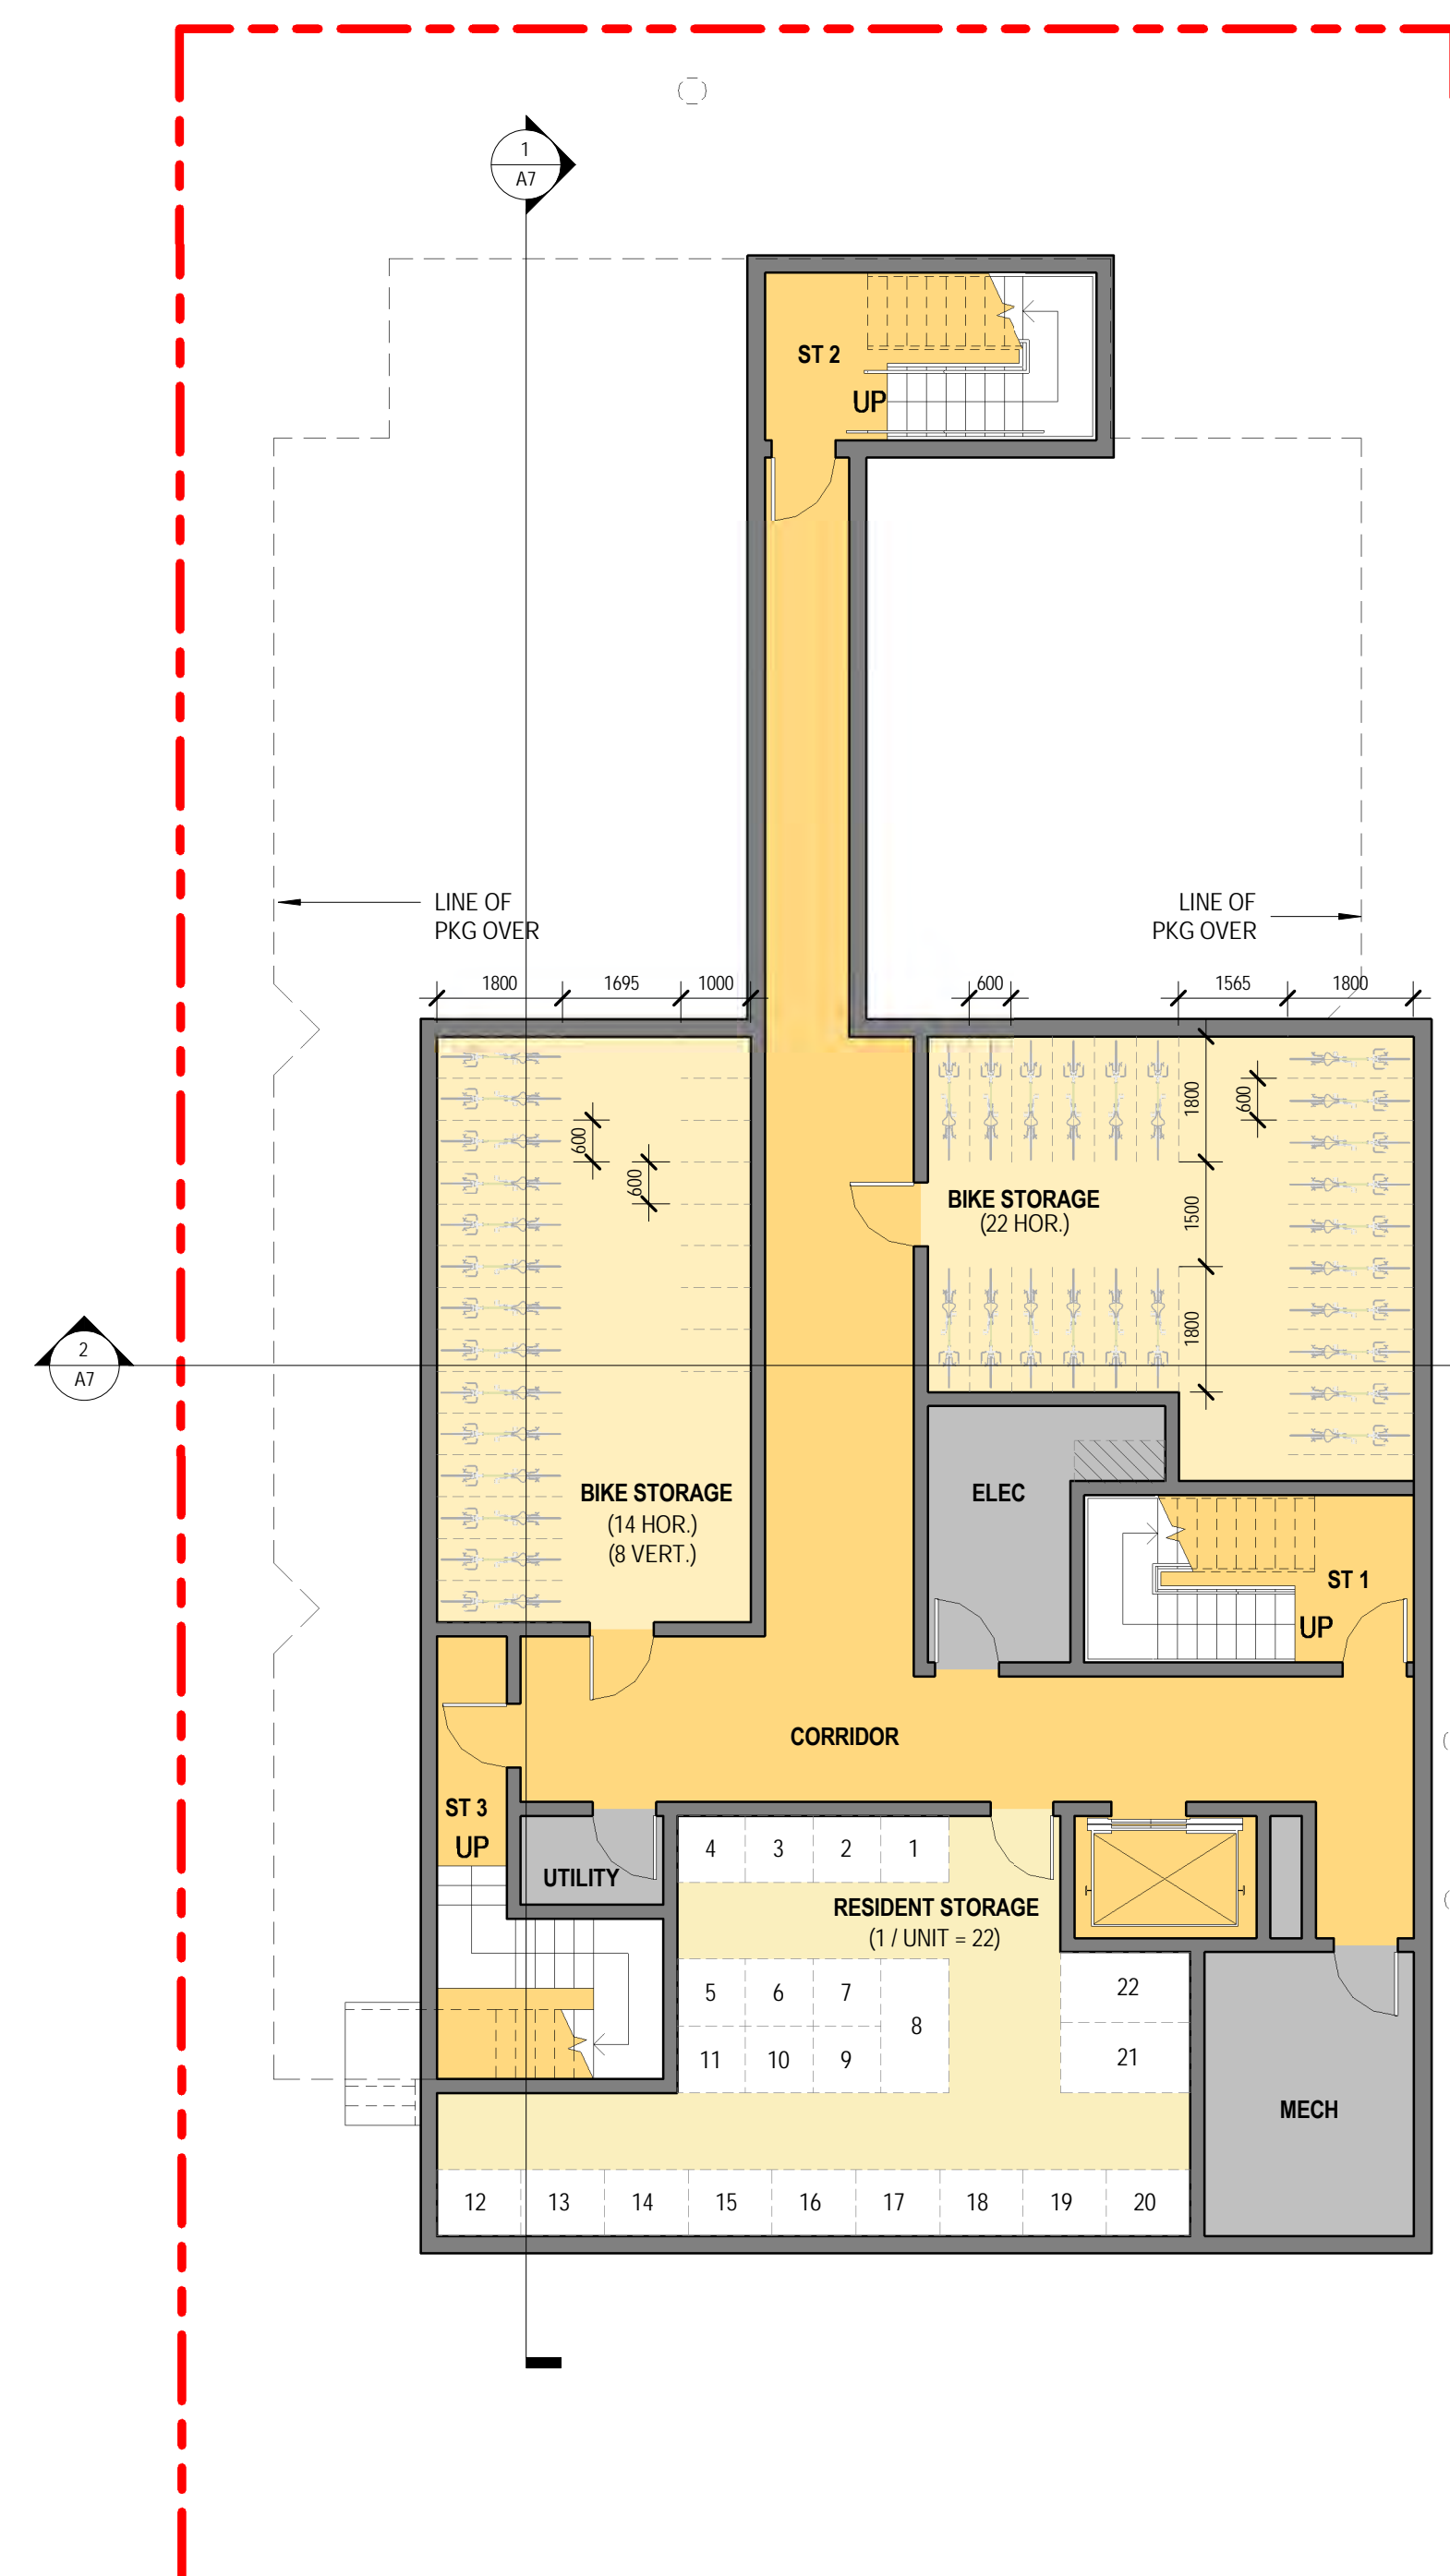 1
A7
ST 2
UP
LINE OF
PKG OVER
LINE OF
PKG OVER
1800
1695
1000
600
1565
1800
1800
600
600
600
BIKE STORAGE
(22 HOR.)
1500
1800
2
A7
BIKE STORAGE
(14 HOR.)
(8 VERT.)
ELEC
ST 1
UP
CORRIDOR
ST 3
UP
UTILITY
4
3
2
1
RESIDENT STORAGE
(1 / UNIT = 22)
5
6
7
8
22
11
10
9
21
MECH
12
13
14
15
16
17
18
19
20